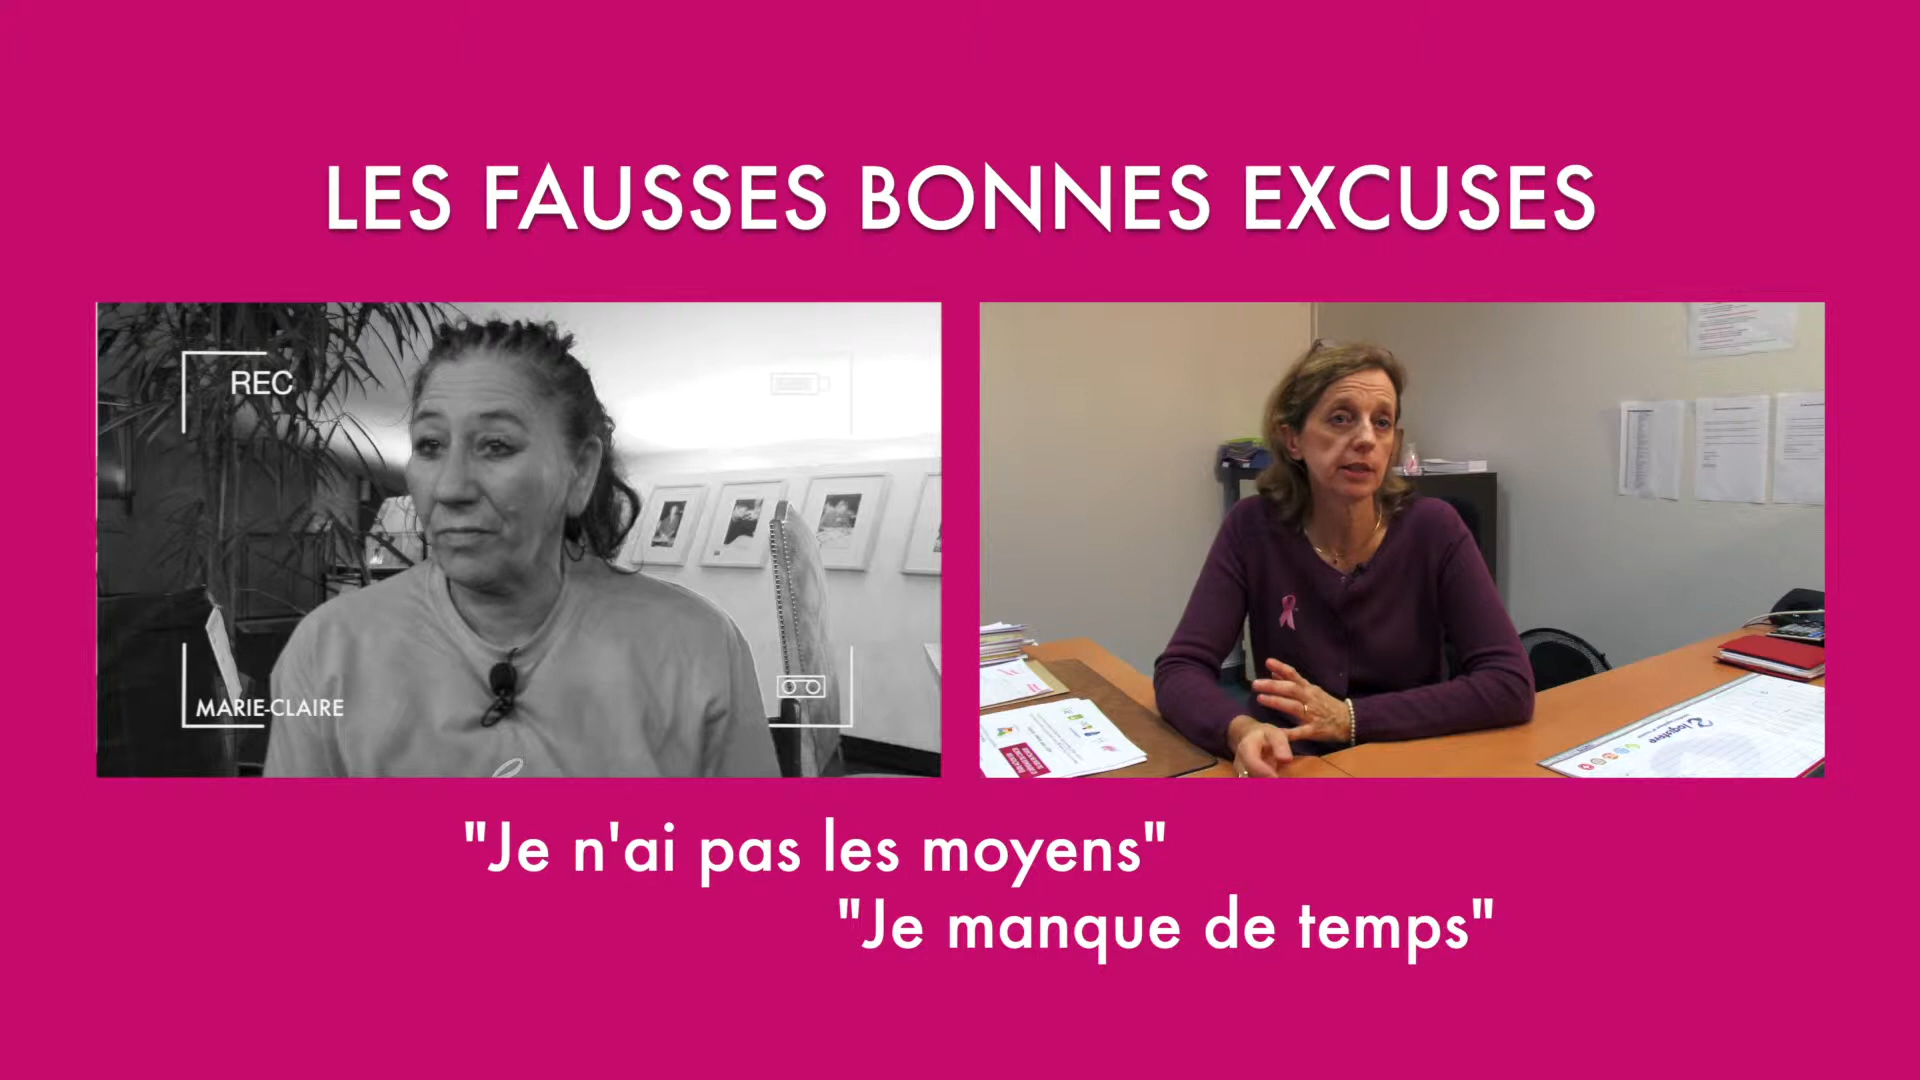 LES FAUSSES BONNES EXCUSES
REC
MARIE-CLAIRE
"Je n'ai pas les moyens"
"Je manque de temps"